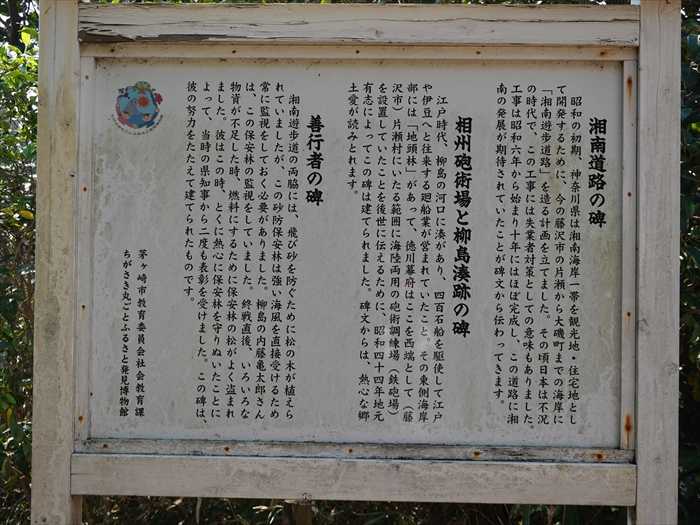 湘南道路の碑
昭和の初期、神奈川県は湘南海岸一帯を観光地・住宅地とし
て開発するために、今の藤沢市の片瀬から大磯町までの海岸に
「湘南遊歩道路」を造る計画を立てました。その頃日本は不況
の時代で、この工事には失業者対策としての意味もありました。
工事は昭和六年から始まり十年にはほぼ完成し、この道路に湘
南の発展が期待されていたことが碑文から伝わってきます。
相州砲術場と柳島湊跡の碑
江戸時代、柳島の河口に湊があり、四百石船を駆使して江戸
や伊豆へと往来する廻船業が営まれていたこと、その東側海岸
部には「地頭林」があって、徳川幕府はここを西端として(藤
沢市)片瀬村にいたる範囲に海陸両用の砲術調練場(鉄砲場)
を設置していたことを後世に伝えるために、昭和四十四年地元
有志によってこの碑は建てられました。碑文からは、熱心な郷
土愛が読みとれます。
善行者の碑
湘南遊歩道の両脇には、飛び砂を防ぐために松の木が植えら
れていましたが、この砂防保安林は強い海風を直接受けるため
常に監視をしておく必要がありました。柳島の内藤亀太郎さん
は、この保安林の監視をしていました。終戦直後、いろいろな
物資が不足した時、燃料にするために保安林の松がよく盗まれ
ました。彼はこの時、とくに熱心に保安林を守りぬいたことに
よって、当時の県知事から二度も表彰を受けました。この碑は、
彼の努力をたたえて建てられたものです。
茅ヶ崎市教育委員会社会教育課
ちがさき丸ごとふるさと発見博物館